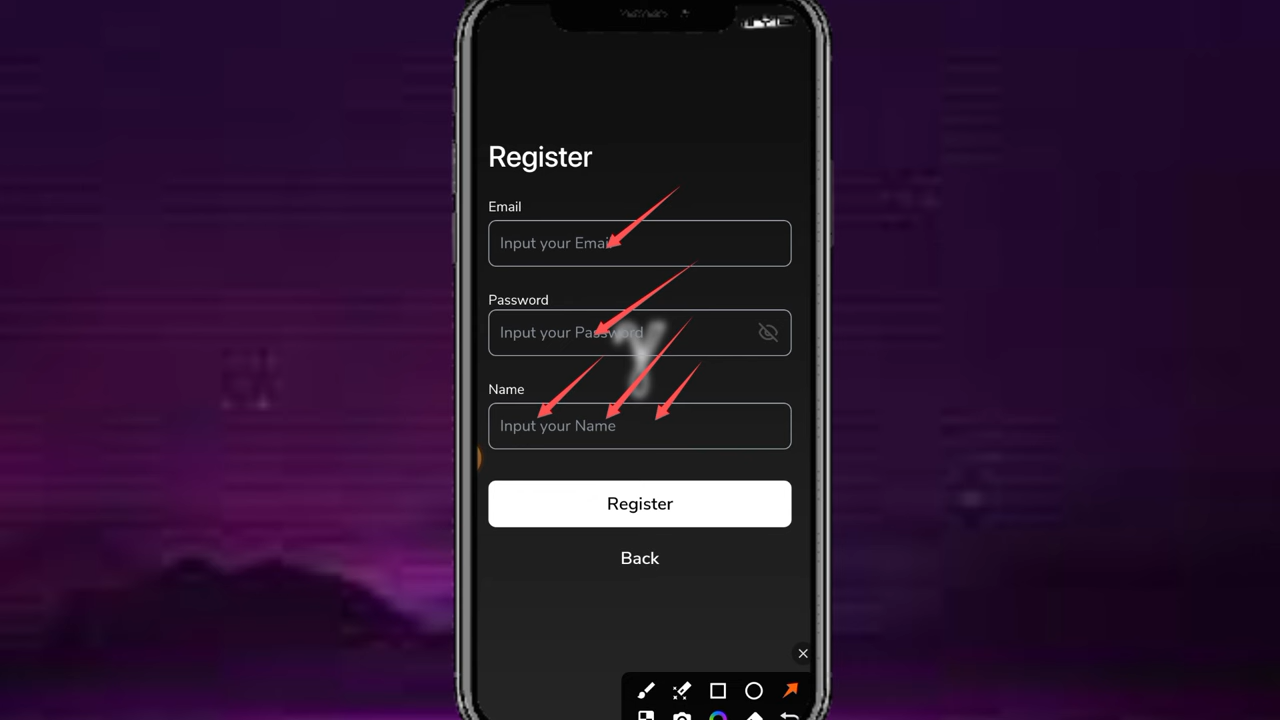 Register
Email
Input your Email
Password
Input your Password
Name
Input your Name
Register
Back